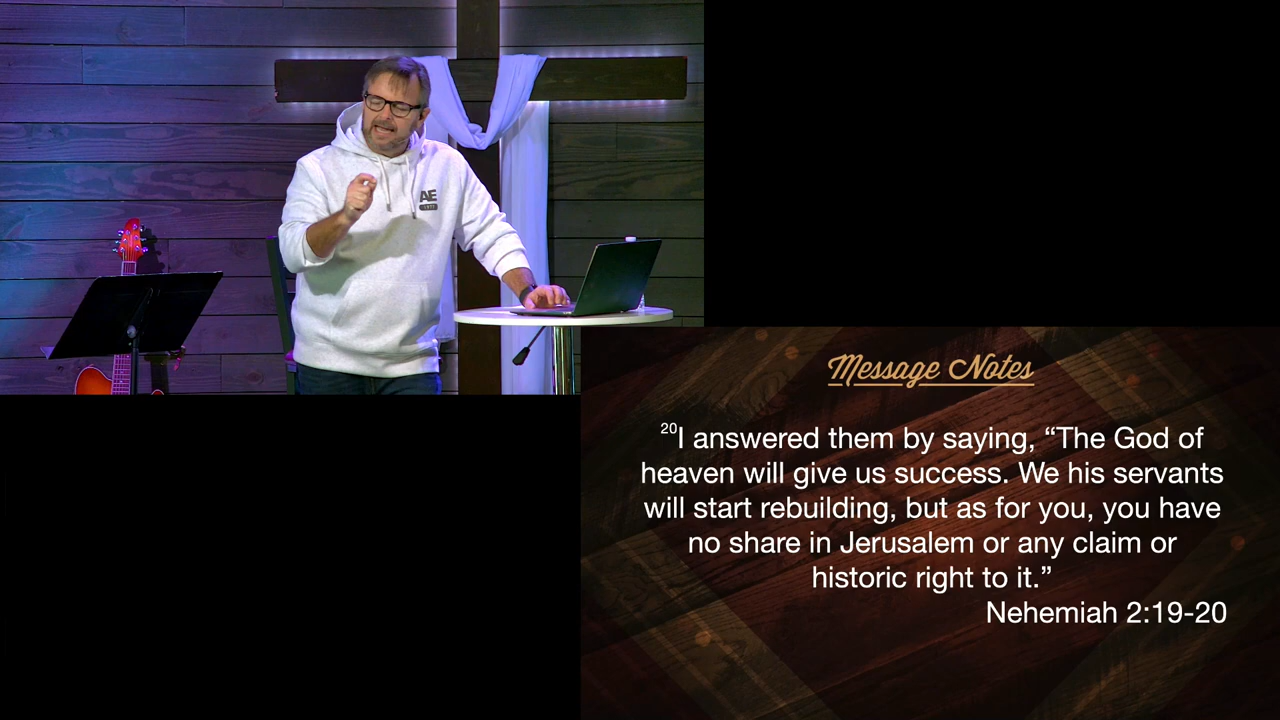 AE
1977
Message Notes
20I answered them by saying, “The God of
heaven will give us success. We his servants
will start rebuilding, but as for you, you have
no share in Jerusalem or any claim or
historic right to it.”
Nehemiah 2:19-20